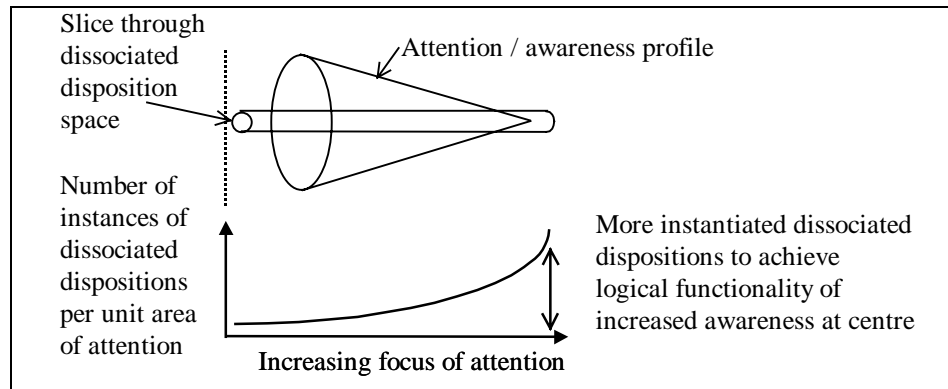 Slice through
dissociated
disposition
space
Attention / awareness profile
Number of
instances of
dissociated
dispositions
per unit area
of attention
More instantiated dissociated
dispositions to achieve
logical functionality of
increased awareness at centre
Increasing focus of attention